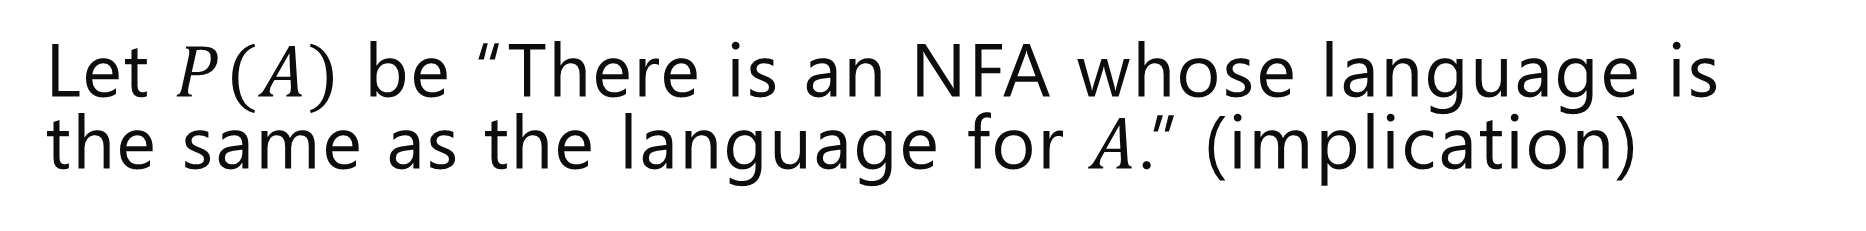 Let P(A) be “There is an NFA whose language is
the same as the language for A.” (implication)